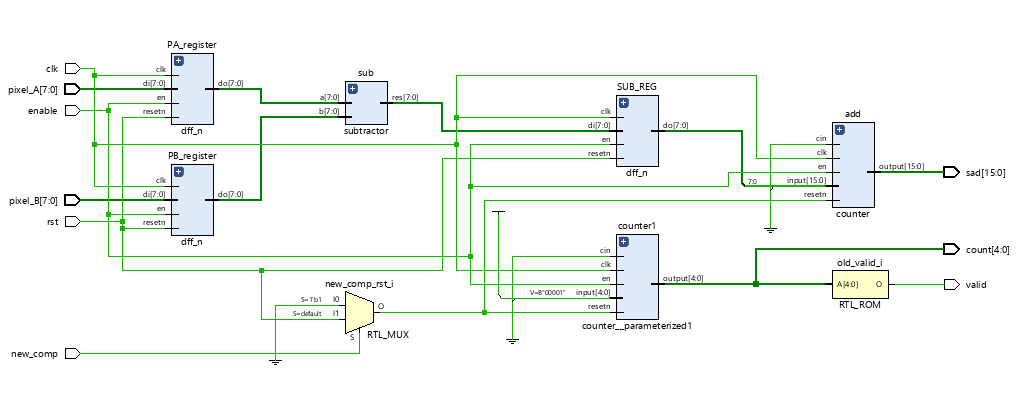 PA_register
clk
di[7:0]
en
resetn
do[7:0]
dff_n
clk
pixel_A[7:0]
enable
sub
a[7:0]
b[7:0]
res[7:0]
subtractor
PB_register
clk
di[7:0]
en
resetn
do[7:0]
dff_n
pixel_B[7:0]
rst
SUB_REG
clk
di[7:0]
en
resetn
do[7:0]
dff_n
add
cin
clk
en
7:0
input[15:0]
resetn
output[15:0]
counter
sad[15:0]
counter1
cin
clk
en
V=B"00001"
input[4:0]
resetn
output[4:0]
counter__parameterized1
count[4:0]
old_valid_i
A[4:0]
O
RTL_ROM
valid
new_comp_rst_i
S=1'b1
I0
S=default
I1
O
S
RTL_MUX
new_comp